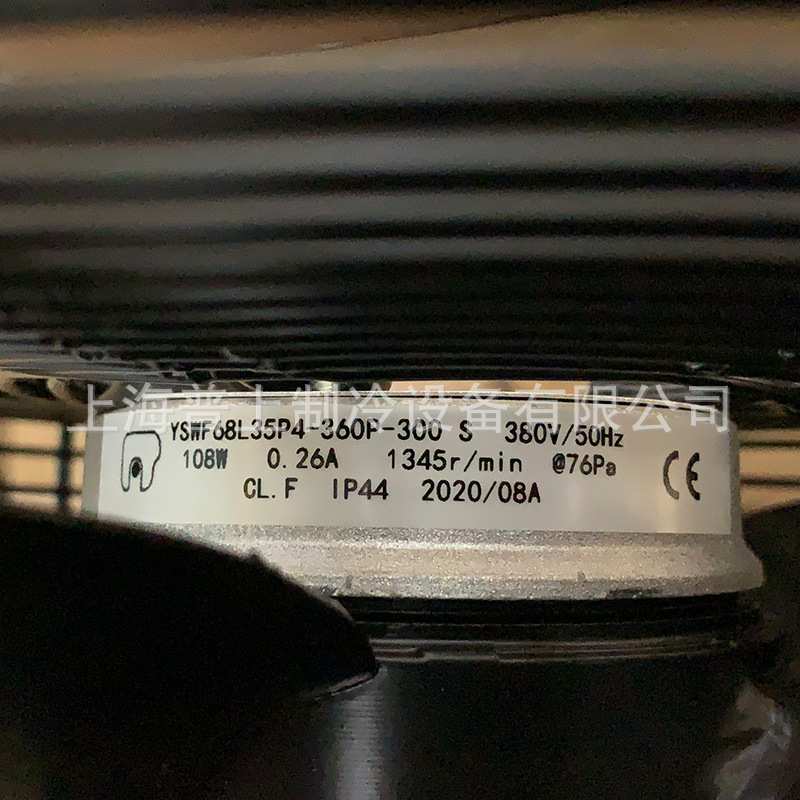 上海普上制冷设备有限公司
YSWF68L35P4-360P-300 S 380V/50Hz
108W 0.26A 1345r/min @76Pa
CL.F IP44 2020/08A
CE